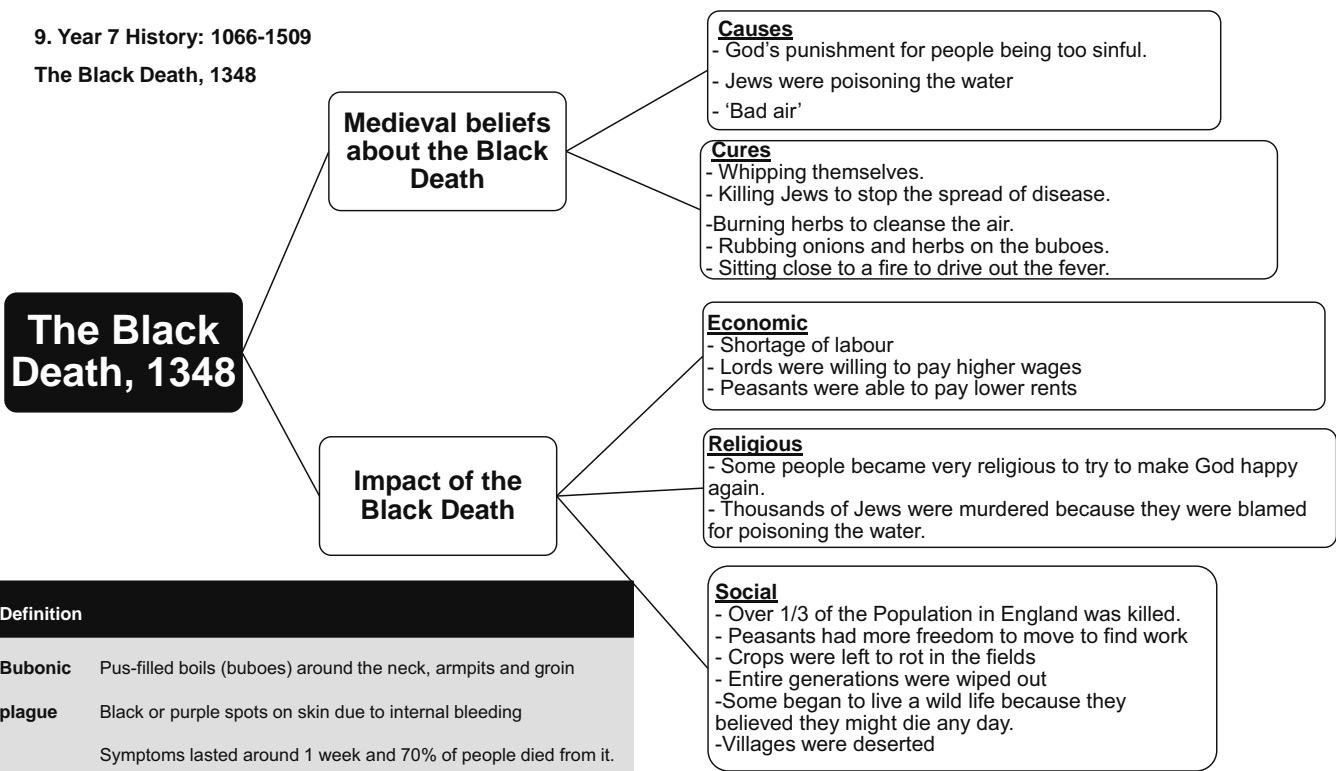 9. Year 7 History: 1066-1509
The Black Death, 1348
The Black
Death, 1348
Medieval beliefs
about the Black
Death
Causes
- God’s punishment for people being too sinful.
- Jews were poisoning the water
- ‘Bad air’
Cures
- Whipping themselves.
- Killing Jews to stop the spread of disease.
-Burning herbs to cleanse the air.
- Rubbing onions and herbs on the buboes.
- Sitting close to a fire to drive out the fever.
Impact of the
Black Death
Economic
- Shortage of labour
- Lords were willing to pay higher wages
- Peasants were able to pay lower rents
Religious
- Some people became very religious to try to make God happy
again.
- Thousands of Jews were murdered because they were blamed
for poisoning the water.
Social
- Over 1/3 of the Population in England was killed.
- Peasants had more freedom to move to find work
- Crops were left to rot in the fields
- Entire generations were wiped out
-Some began to live a wild life because they
believed they might die any day.
-Villages were deserted
Definition
Bubonic Pus-filled boils (buboes) around the neck, armpits and groin
plague Black or purple spots on skin due to internal bleeding
Symptoms lasted around 1 week and 70% of people died from it.